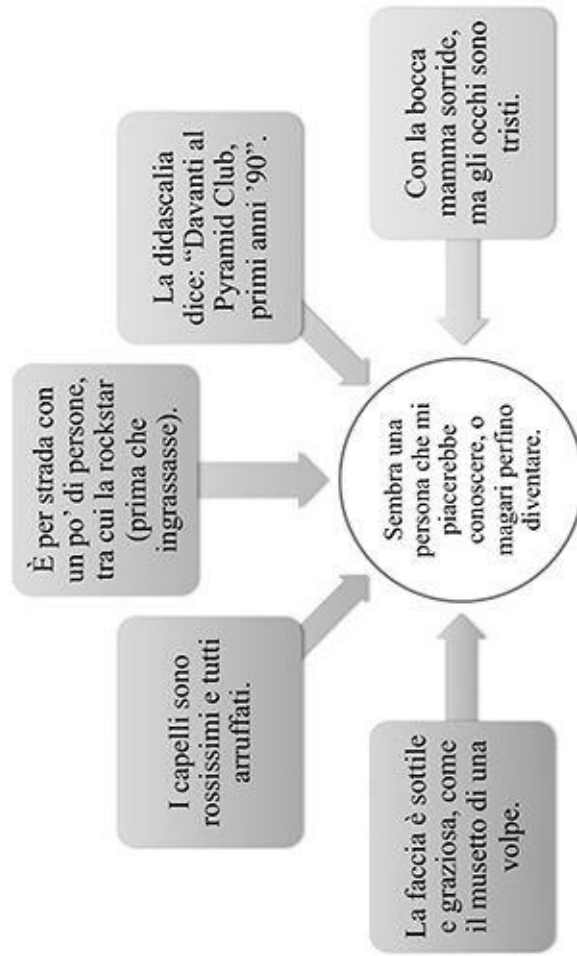 La faccia è sottile
e graziosa, come
il musetto di una
volpe.
I capelli sono
rossissimi e tutti
arruffati.
È per strada con
un po’ di persone,
tra cui la rockstar
(prima che
ingrassasse).
La didascalia
dice: “Davanti al
Pyramid Club,
primi anni ’90”.
Con la bocca
mamma sorride,
ma gli occhi sono
tristi.
Sembra una
persona che mi
piacerebbe
conoscere, o
magari perfino
diventare.